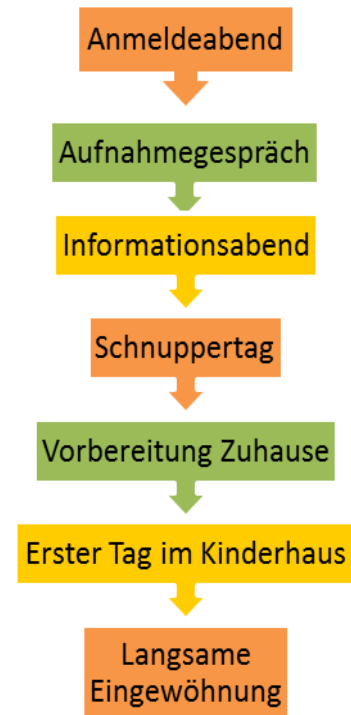 Anmeldeabend
Aufnahmegespräch
Informationsabend
Schnuppertag
Vorbereitung Zuhause
Erster Tag im Kinderhaus
Langsame
Eingewöhnung